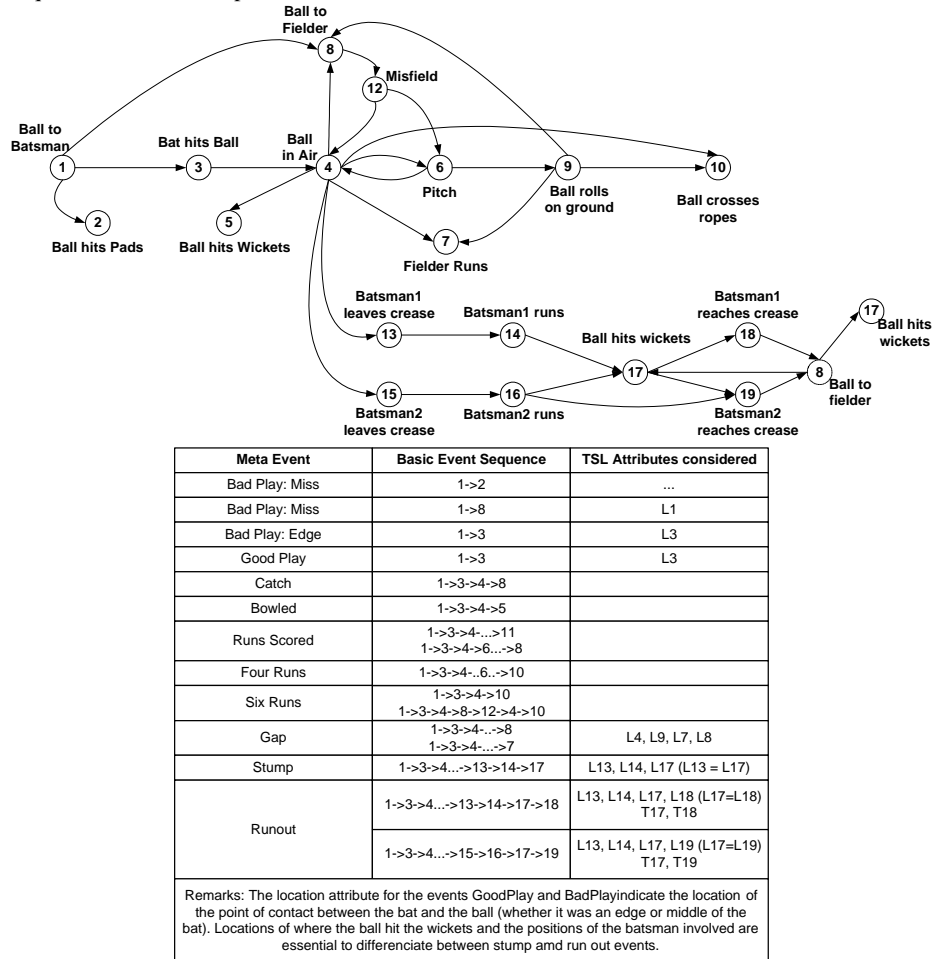 Ball to
Fielder
8
Misfield
12
Ball to
Batsman
Bat hits Ball
Ball
in Air
1
3
4
6
9
10
Pitch
Ball rolls
on ground
Ball crosses
ropes
2
5
7
Ball hits Pads
Ball hits Wickets
Fielder Runs
Batsman1
leaves crease
Batsman1 runs
Batsman1
reaches crease
17
Ball hits
wickets
13
14
Ball hits wickets
18
17
8
Ball to
fielder
15
16
19
Batsman2
leaves crease
Batsman2 runs
Batsman2
reaches crease
Meta Event Basic Event Sequence TSL Attributes considered
Bad Play: Miss 1->2 ...
Bad Play: Miss 1->8 L1
Bad Play: Edge 1->3 L3
Good Play 1->3 L3
Catch 1->3->4->8
Bowled 1->3->4->5
Runs Scored
1->3->4-...>11
1->3->4->6...->8
Four Runs 1->3->4-..6..->10
Six Runs
1->3->4->10
1->3->4->8->12->4->10
Gap
1->3->4-..->8
1->3->4-...->7
L4, L9, L7, L8
Stump 1->3->4...->13->14->17 L13, L14, L17 (L13 = L17)
Runout
1->3->4...->13->14->17->18
L13, L14, L17, L18 (L17=L18)
T17, T18
1->3->4...->15->16->17->19
L13, L14, L17, L19 (L17=L19)
T17, T19
Remarks: The location attribute for the events GoodPlay and BadPlayindicate the location of
the point of contact between the bat and the ball (whether it was an edge or middle of the
bat). Locations of where the ball hit the wickets and the positions of the batsman involved are
essential to differenciate between stump amd run out events.